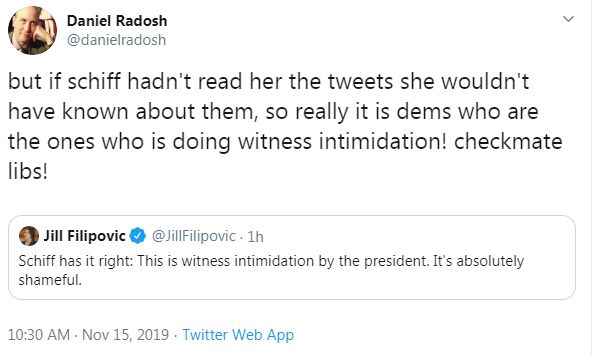 Daniel Radosh
@danielradosh
but if schiff hadn't read her the tweets she wouldn't
have known about them, so really it is dems who are
the ones who is doing witness intimidation! checkmate
libs!
Jill Filipovic @JillFilipovic · 1h
Schiff has it right: This is witness intimidation by the president. It's absolutely
shameful.
10:30 AM · Nov 15, 2019 · Twitter Web App